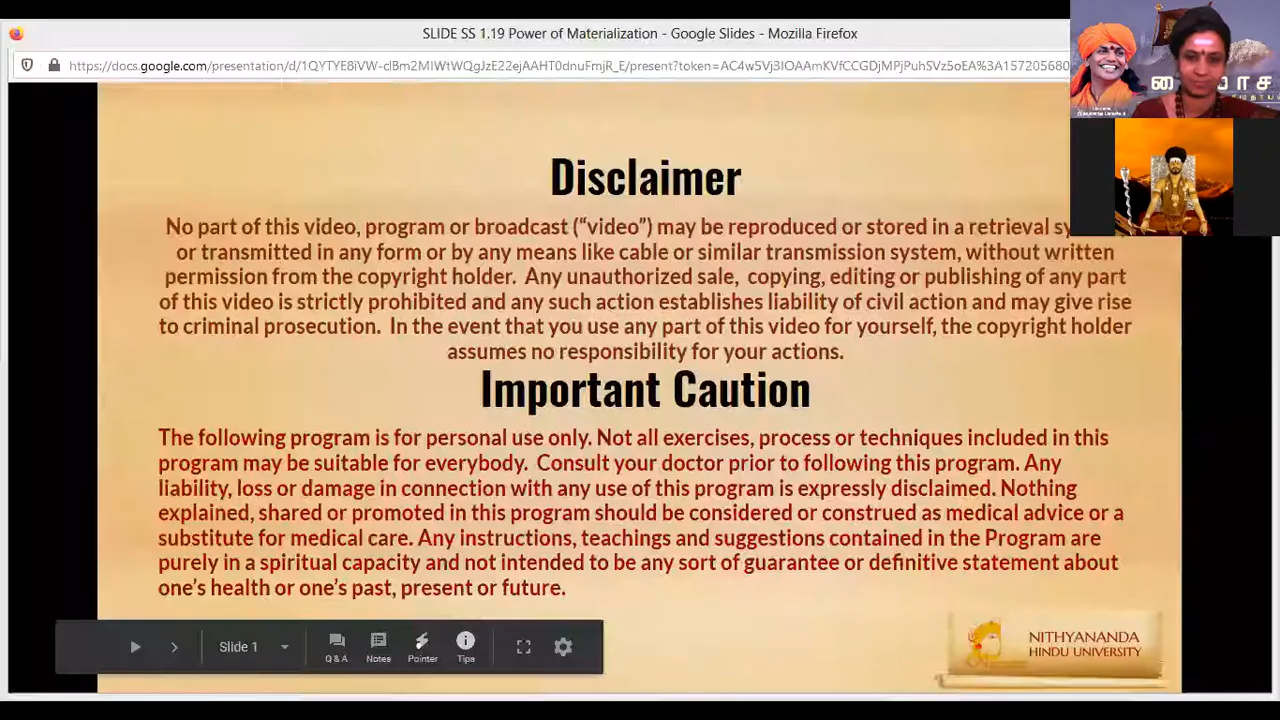 SLIDE SS 1.19 Power of Materialization - Google Slides - Mozilla Firefox
Disclaimer
No part of this video, program or broadcast (“video”) may be reproduced or stored in a retrieval
or transmitted in any form or by any means like cable or similar transmission system, without written
permission from the copyright holder. Any unauthorized sale, copying, editing or publishing of any part
of this video is strictly prohibited and any such action establishes liability of civil action and may give rise
to criminal prosecution. In the event that you use any part of this video for yourself, the copyright holder
assumes no responsibility for your actions.
Important Caution
The following program is for personal use only. Not all exercises, process or techniques included in this
program may be suitable for everybody. Consult your doctor prior to following this program. Any
liability, loss or damage in connection with any use of this program is expressly disclaimed. Nothing
explained, shared or promoted in this program should be considered or construed as medical advice or a
substitute for medical care. Any instructions, teachings and suggestions contained in the Program are
purely in a spiritual capacity and not intended to be any sort of guarantee or definitive statement about
one’s health or one’s past, present or future.
Slide 1
Q & A
Notes
Pointer
Tips
NITHYANANDA
HINDU UNIVERSITY